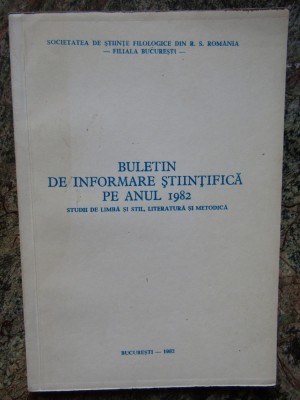 SOCIETATEA DE ȘTIINȚE FILOLOGICE DIN R. S. ROMÂNIA
— FILIALA BUCUREȘTI —
BULETIN
DE INFORMARE ȘTIINȚIFICĂ
PE ANUL 1982
STUDII DE LIMBĂ ȘI STIL, LITERATURĂ SI METODICĂ
BUCUREȘTI — 1982